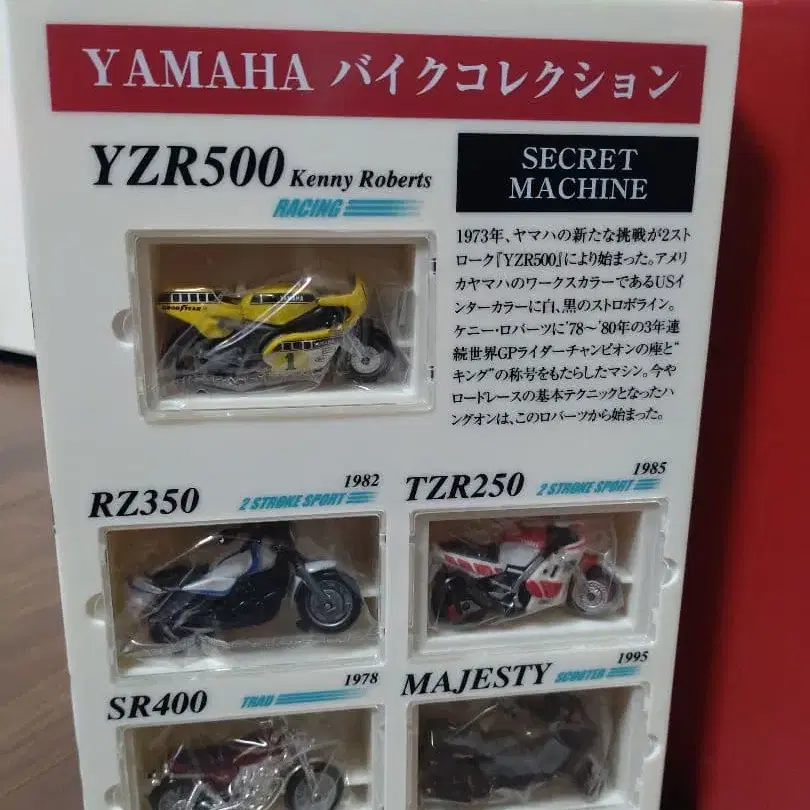 YAMAHA バイクコレクション
YZR500 Kenny Roberts
RACING
SECRET
MACHINE
1973年、ヤマハの新たな挑戦が2スト
ローク『YZR500』により始まった。アメリ
カヤマハのワークスカラーであるUSイ
ンターカラーに白、黒のストロボライン。
ケニー・ロバーツに'78〜'80年の3年連
続世界GPライダーチャンピオンの座と“
キング”の称号をもたらしたマシン。今や
ロードレースの基本テクニックとなったハ
ングオンは、このロバーツから始まった。
YAMAHA
GOODYEAR
YAMAHA
1
RZ350
1982
2 STROKE SPORT
TZR250
1985
2 STROKE SPORT
SR400
1978
TRAD
MAJESTY
1995
SCOOTER